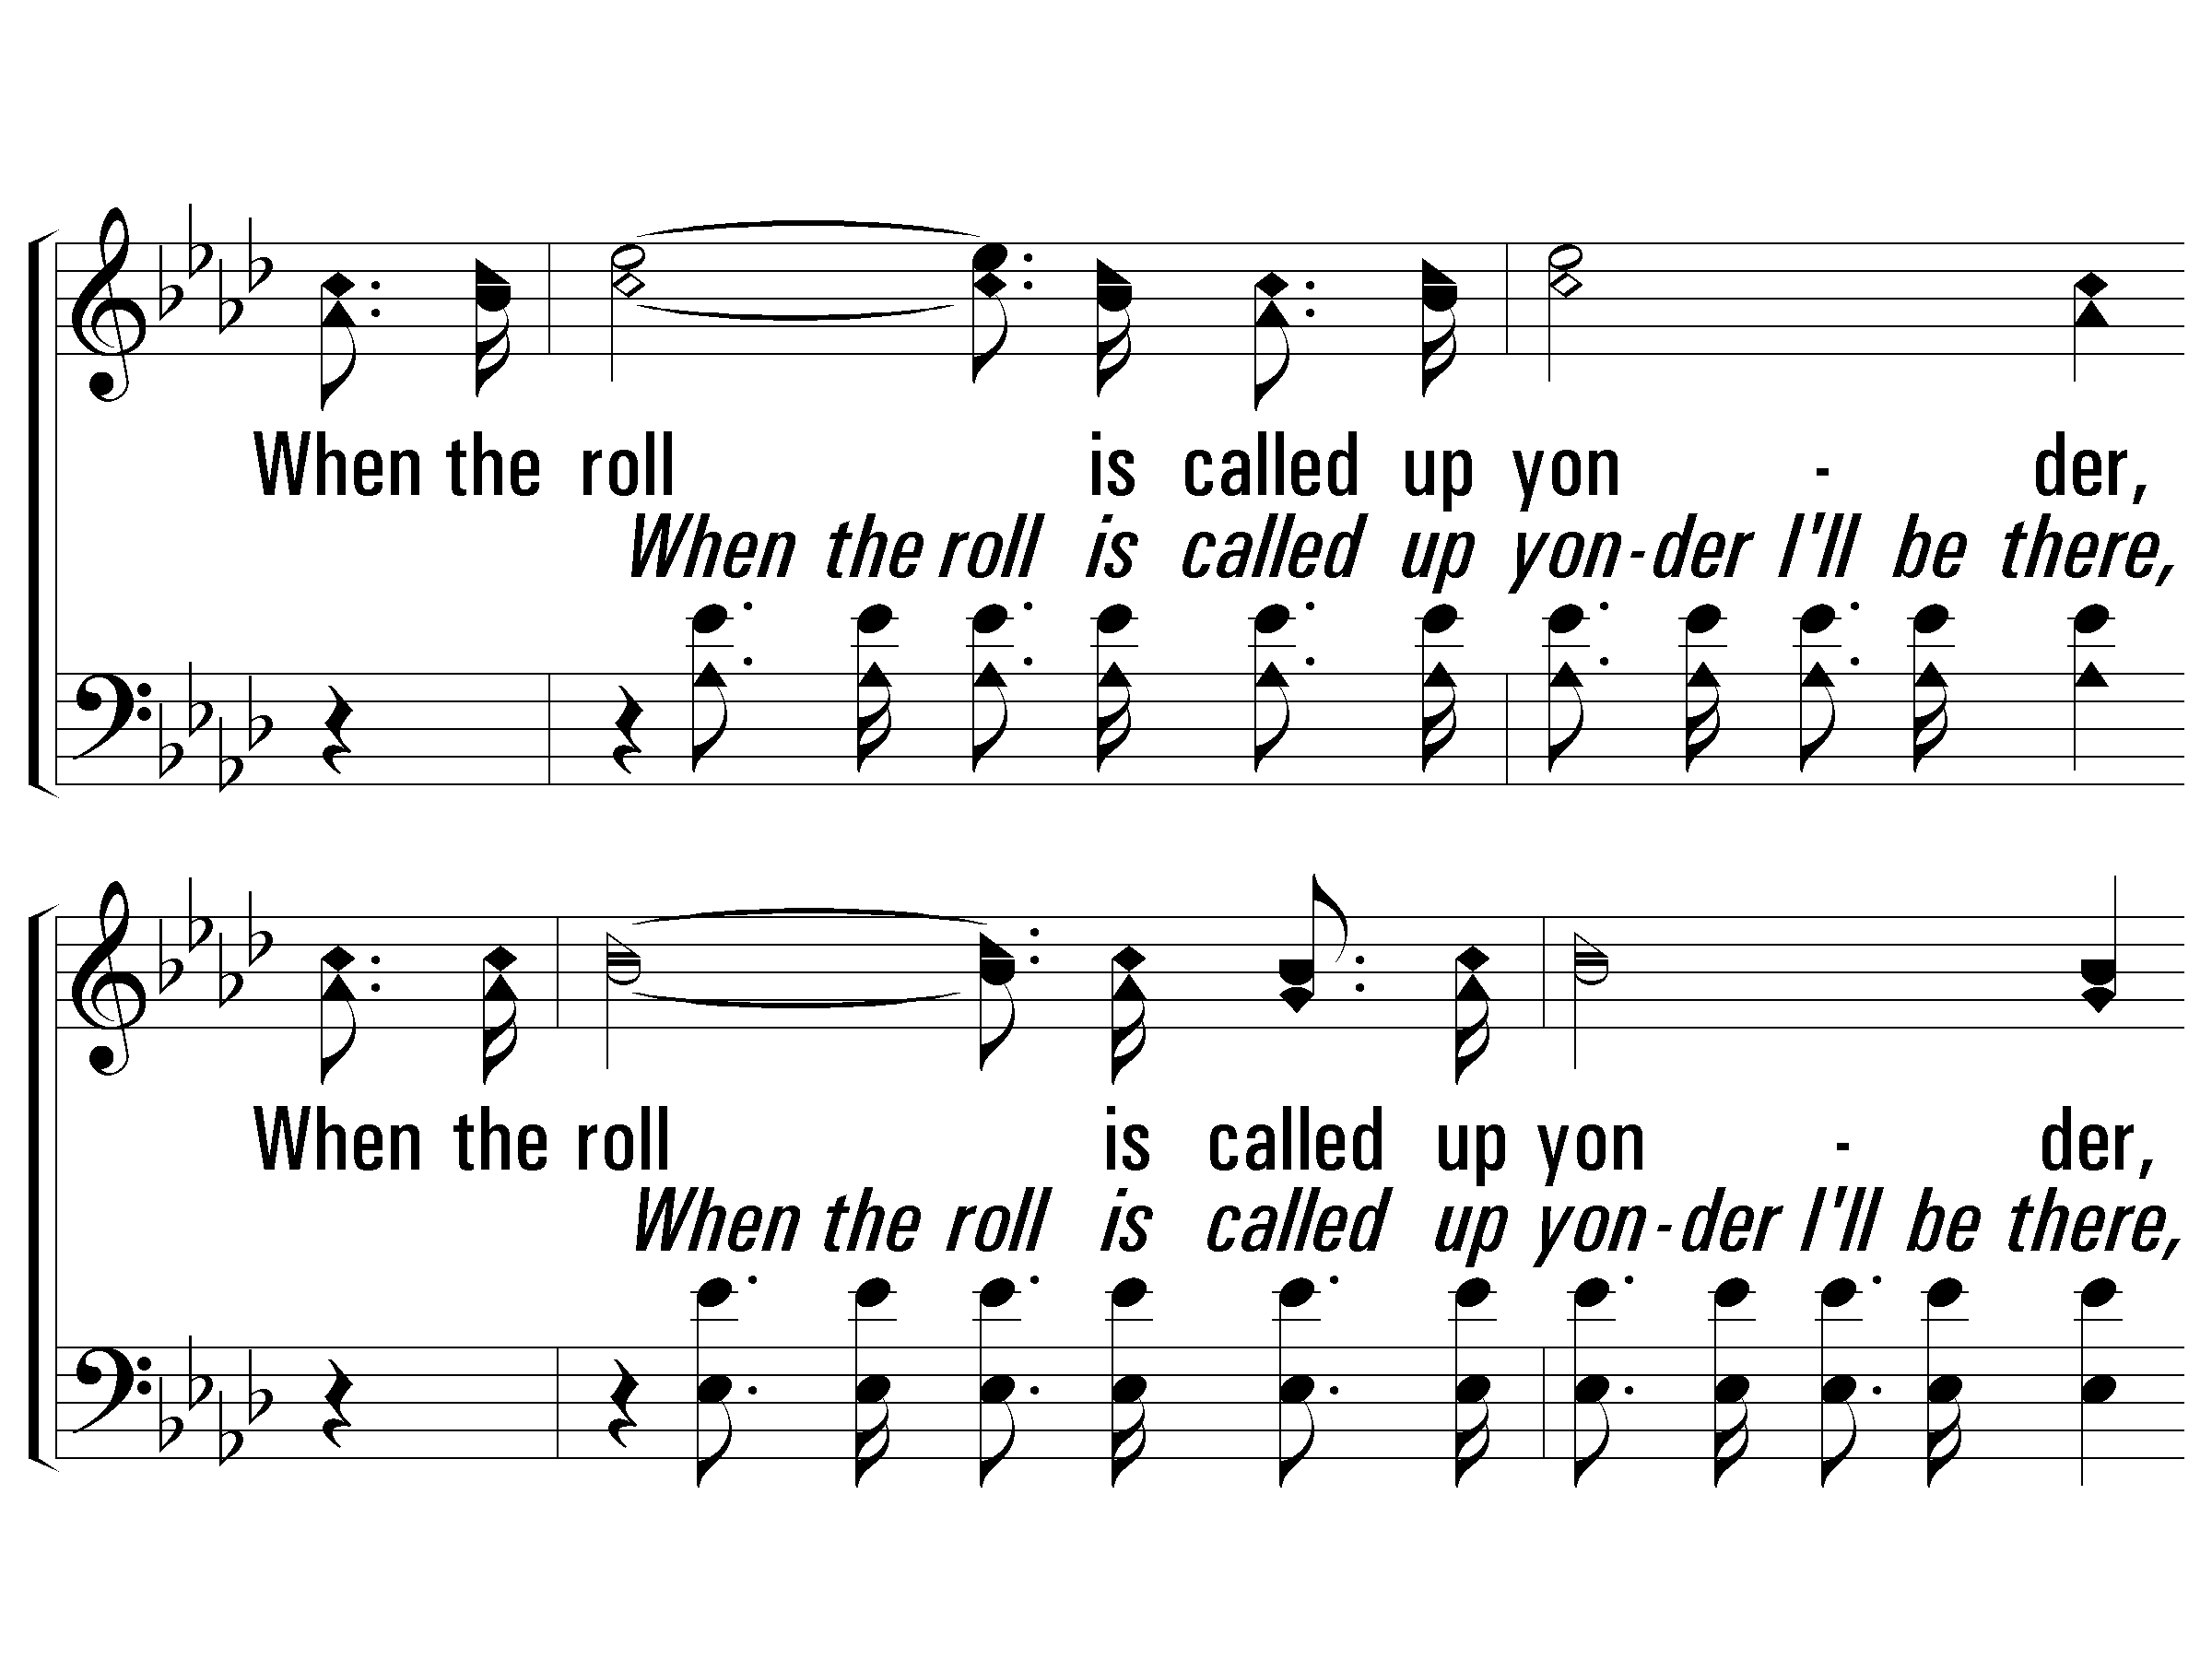 When the roll is called up yon - der,
When the roll is called up yon-der I'll be there,
When the roll is called up yon - der,
When the roll is called up yon-der I'll be there,